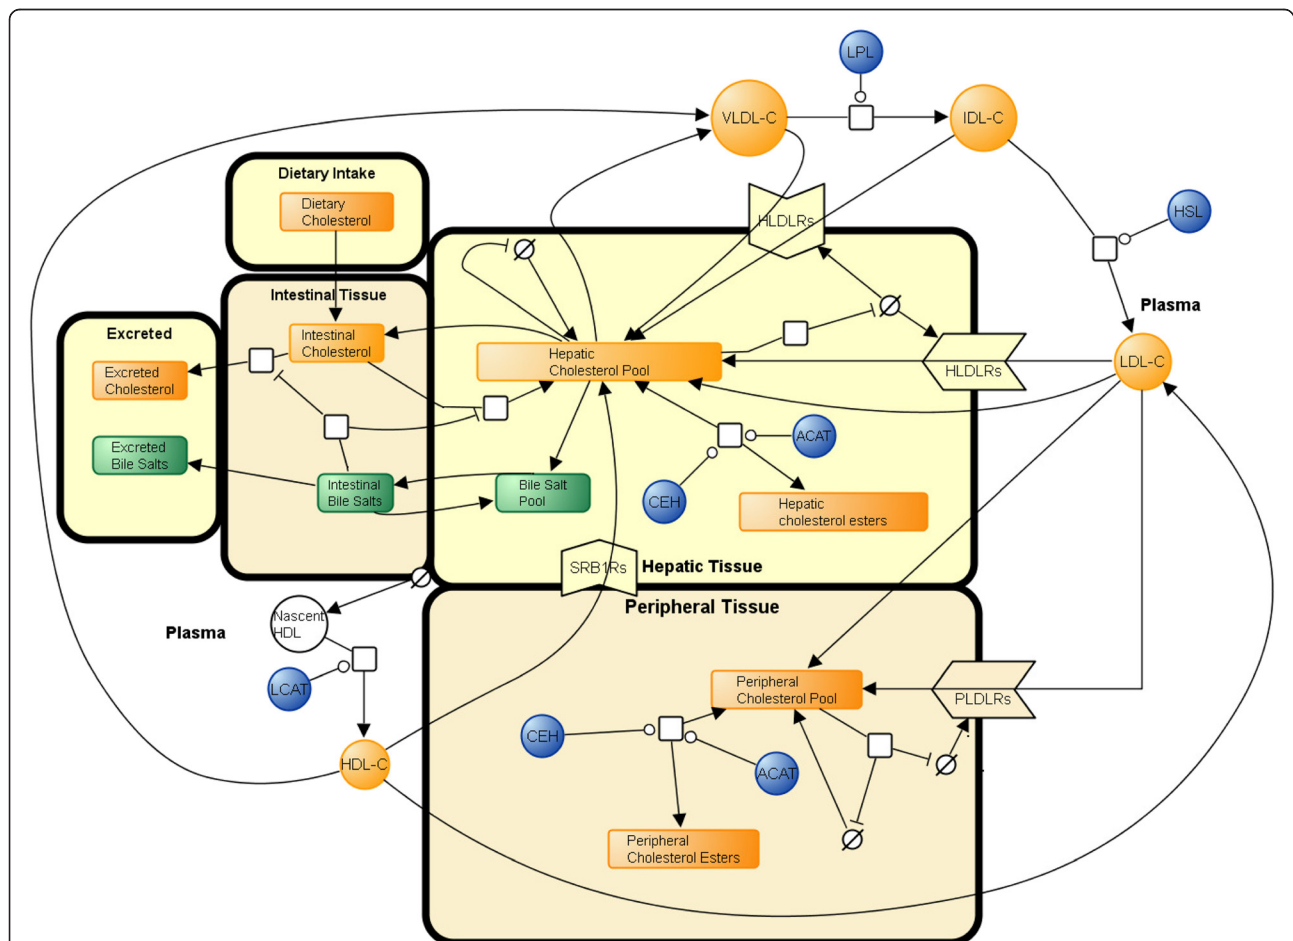 LPL
VLDL-C
IDL-C
Dietary Intake
Dietary
Cholesterol
HLDLRs
HSL
Intestinal Tissue
Plasma
Excreted
Intestinal
Cholesterol
Hepatic
Cholesterol Pool
Excreted
Cholesterol
HLDLRs
LDL-C
ACAT
Excreted
Bile Salts
Intestinal
Bile Salts
Bile Salt
Pool
CEH
Hepatic
cholesterol esters
SRB1Rs
Hepatic Tissue
Peripheral Tissue
Nascent
HDL
Plasma
LCAT
Peripheral
Cholesterol Pool
PLDLRs
CEH
HDL-C
ACAT
Peripheral
Cholesterol Esters